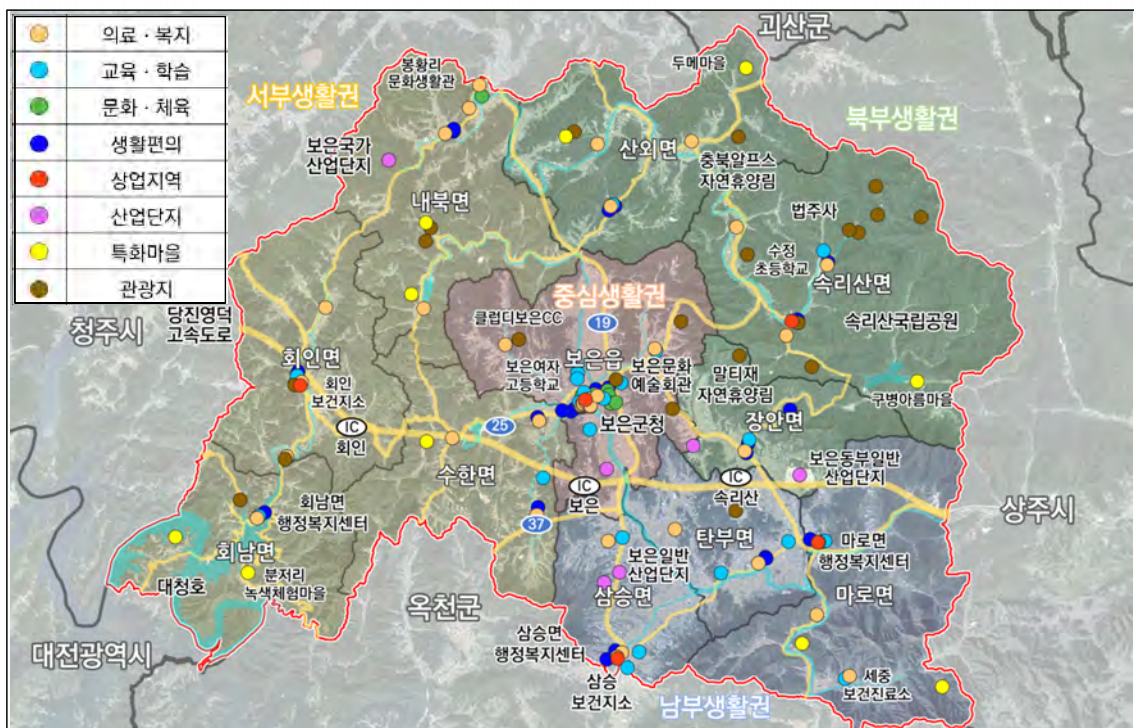 의료·복지
교육·학습
문화·체육
생활편의
상업지역
산업단지
특화마을
관광지
괴산군
두메마을
봉황리
문화생활관
서부생활권
북부생활권
보은국가
산업단지
산외면
충북알프스
자연휴양림
내북면
법주사
수정
초등학교
속리산면
중심생활권
당진영덕
고속도로
청주시
클럽디보은CC
19
속리산국립공원
회인면
보은여자
고등학교
보은읍
보은문화
예술회관
말티재
자연휴양림
회인
보건지소
구병아름마을
25
보은군청
장안면
IC
회인
수한면
보은동부일반
산업단지
IC
보은
IC
속리산
상주시
회남면
행정복지센터
37
탄부면
마로면
행정복지센터
회남면
대청호
분저리
녹색체험마을
보은일반
산업단지
삼승면
마로면
옥천군
대전광역시
삼승면
행정복지센터
삼승
보건지소
세중
보건진료소
남부생활권